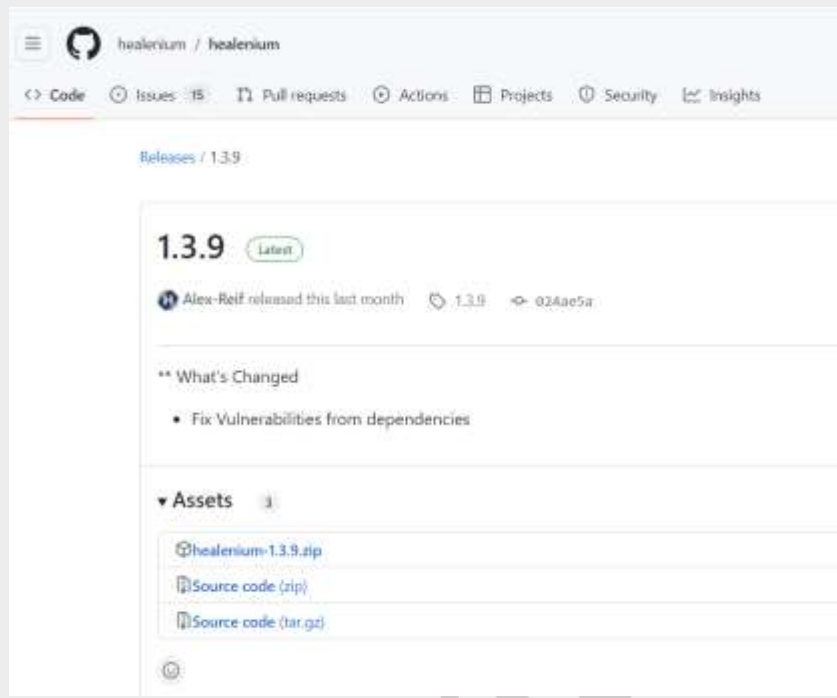 healenium / healenium
Code Issues 15 Pull requests Actions Projects Security Insights
Releases / 1.3.9
1.3.9 Latest
Alex-Reif released this last month 1.3.9 024ae5a
** What's Changed
• Fix Vulnerabilities from dependencies
Assets 3
healenium-1.3.9.zip
Source code (zip)
Source code (tar.gz)